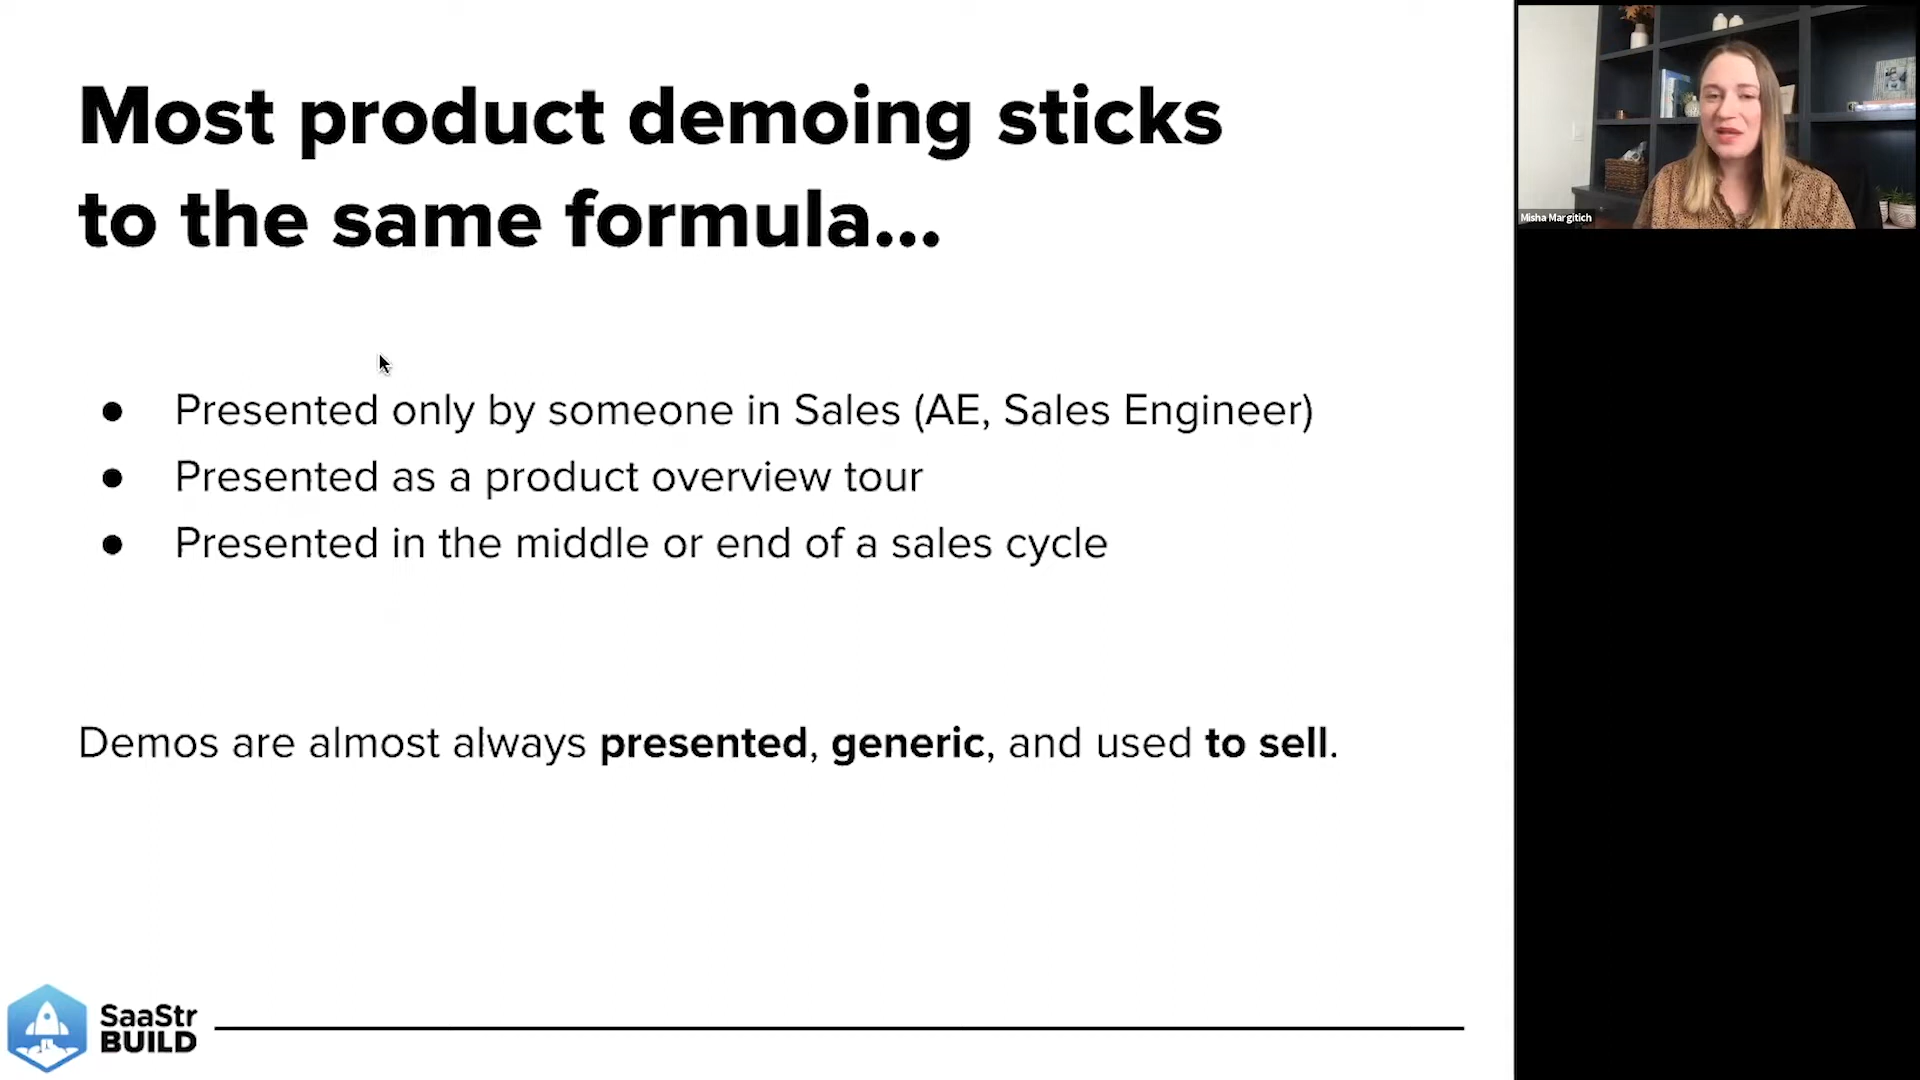 Most product demoing sticks
to the same formula...
● Presented only by someone in Sales (AE, Sales Engineer)
● Presented as a product overview tour
● Presented in the middle or end of a sales cycle
Demos are almost always presented, generic, and used to sell.
SaaStr
BUILD
Misha Margitich